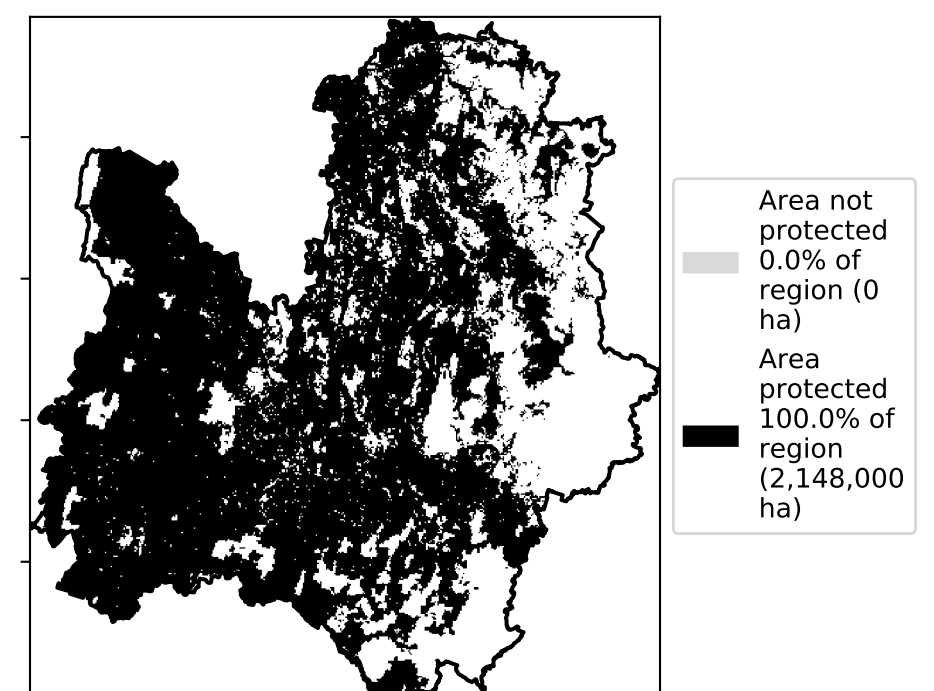 Area not
protected
0.0% of
region (0
ha)
Area
protected
100.0% of
region
(2,148,000
ha)